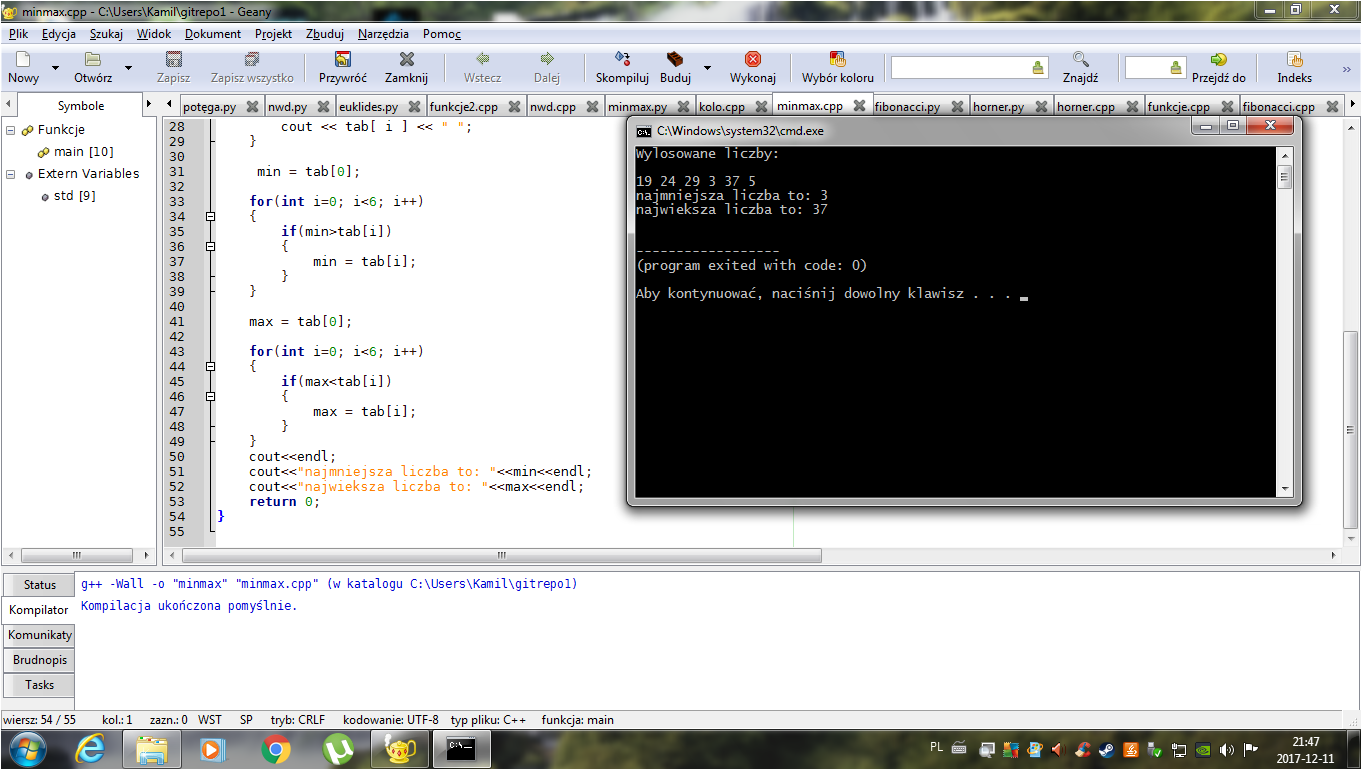 minmax.cpp - C:\Users\Kamil\gitrepo1 - Geany
Plik Edycja Szukaj Widok Dokument Projekt Zbuduj Narzędzia Pomoc
Nowy Otwórz Zapisz Zapisz wszystko Przywróć Zamknij Wstecz Dalej Skompiluj Buduj Wykonaj Wybór koloru Znajdź Przejdź do Indeks
Symbole
potęga.py nwd.py euklides.py funkcje2.cpp nwd.cpp minmax.py kolo.cpp minmax.cpp fibonacci.py horner.py horner.cpp funkcje.cpp fibonacci.cpp
Funkcje
main [10]
Extern Variables
std [9]
28 cout << tab[ i ] << " ";
29 }
30
31 min = tab[0];
32
33 for(int i=0; i<6; i++)
34 {
35 if(min>tab[i])
36 {
37 min = tab[i];
38 }
39 }
40
41 max = tab[0];
42
43 for(int i=0; i<6; i++)
44 {
45 if(max<tab[i])
46 {
47 max = tab[i];
48 }
49 }
50 cout<<endl;
51 cout<<"najmniejsza liczba to: "<<min<<endl;
52 cout<<"najwieksza liczba to: "<<max<<endl;
53 return 0;
54 }
55
C:\Windows\system32\cmd.exe
Wylosowane liczby:
19 24 29 3 37 5
najmniejsza liczba to: 3
najwieksza liczba to: 37
------------------
(program exited with code: 0)
Aby kontynuować, naciśnij dowolny klawisz . . .
Status
Kompilator
Komunikaty
Brudnopis
Tasks
g++ -Wall -o "minmax" "minmax.cpp" (w katalogu C:\Users\Kamil\gitrepo1)
Kompilacja ukończona pomyślnie.
wiersz: 54 / 55 kol.: 1 zazn.: 0 WST SP tryb: CRLF kodowanie: UTF-8 typ pliku: C++ funkcja: main
PL
21:47
2017-12-11